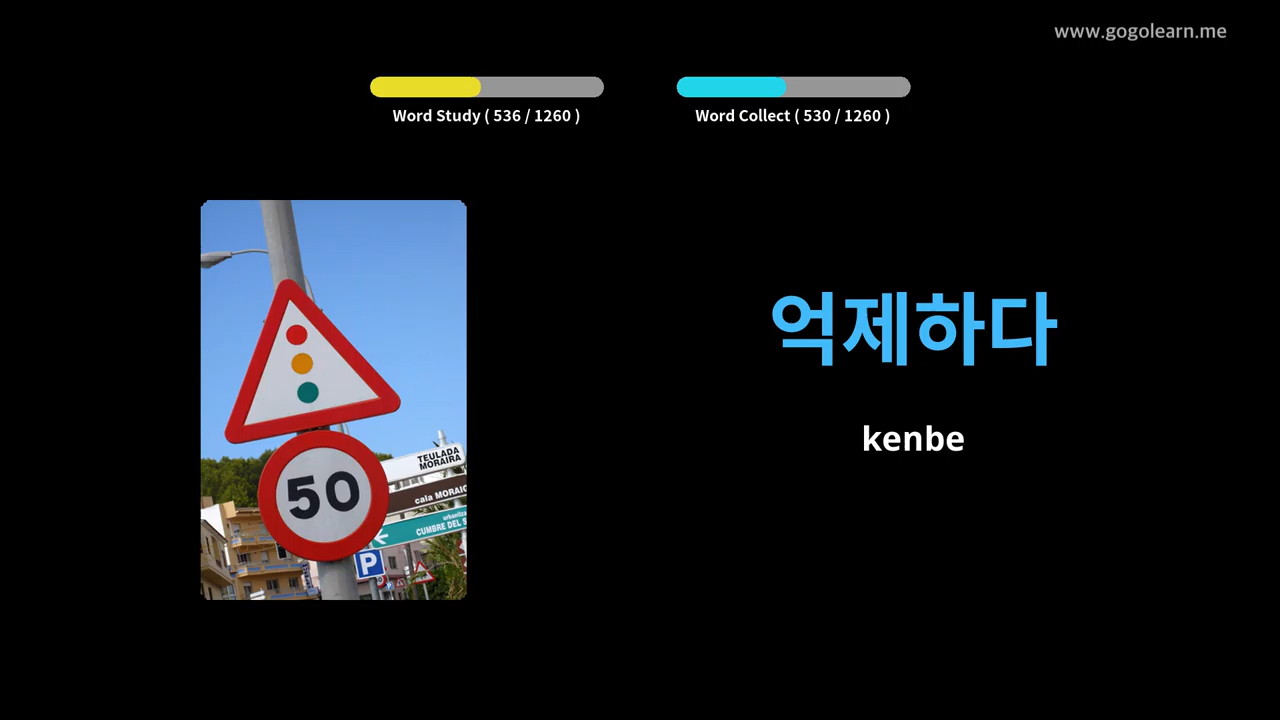 www.gogolearn.me
Word Study ( 536 / 1260 )
Word Collect ( 530 / 1260 )
억제하다
kenbe
50
TEULADA
MORAIRA
cala
CUMBRE DEL
P